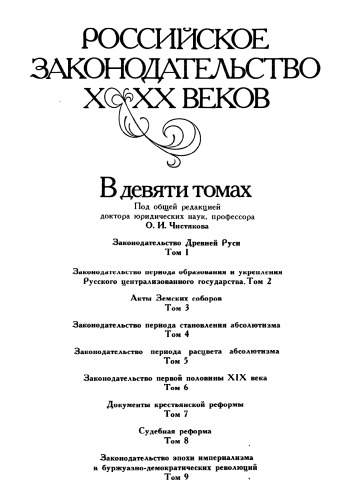 РОССИЙСКОЕ
ЗАКОНОДАТЕЛЬСТВО
X XX ВЕКОВ
В девяти томах
Под общей редакцией
доктора юридических наук, профессора
О. И. Чистякова
Законодательство Древней Руси
Том 1
Законодательство периода образования и укрепления
Русского централизованного государства. Том 2
Акты Земских соборов
Том 3
Законодательство периода становления абсолютизма
Том 4
Законодательство периода расцвета абсолютизма
Том 5
Законодательство первой половины XIX века
Том 6
Документы крестьянской реформы
Том 7
Судебная реформа
Том 8
Законодательство эпохи империализма
и буржуазно-демократических революций
Том 9